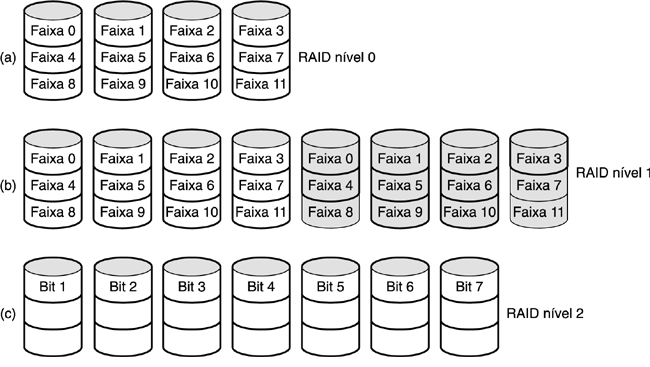 Faixa 0 Faixa 1 Faixa 2 Faixa 3
(a) Faixa 4 Faixa 5 Faixa 6 Faixa 7 RAID nível 0
Faixa 8 Faixa 9 Faixa 10 Faixa 11
Faixa 0 Faixa 1 Faixa 2 Faixa 3 Faixa 0 Faixa 1 Faixa 2 Faixa 3
RAID nível 1
(b) Faixa 4 Faixa 5 Faixa 6 Faixa 7 Faixa 4 Faixa 5 Faixa 6 Faixa 7
Faixa 8 Faixa 9 Faixa 10 Faixa 11 Faixa 8 Faixa 9 Faixa 10 Faixa 11
Bit 1 Bit 2 Bit 3 Bit 4 Bit 5 Bit 6 Bit 7
(c) RAID nível 2